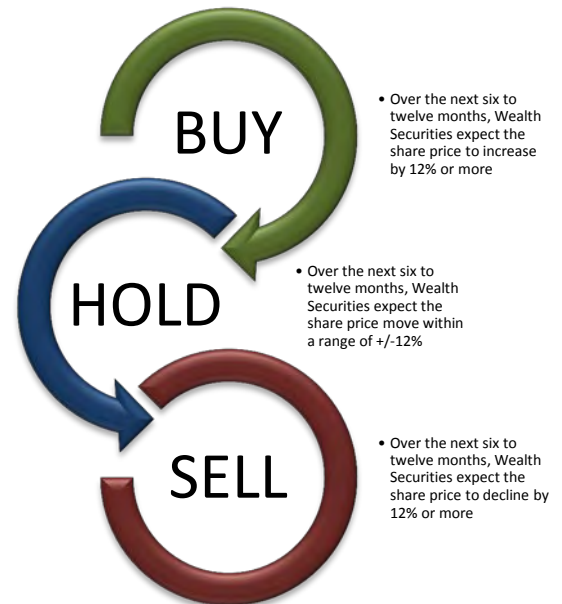 BUY
• Over the next six to
twelve months, Wealth
Securities expect the
share price to increase
by 12% or more
HOLD
• Over the next six to
twelve months, Wealth
Securities expect the
share price move within
a range of +/-12%
SELL
• Over the next six to
twelve months, Wealth
Securities expect the
share price to decline by
12% or more